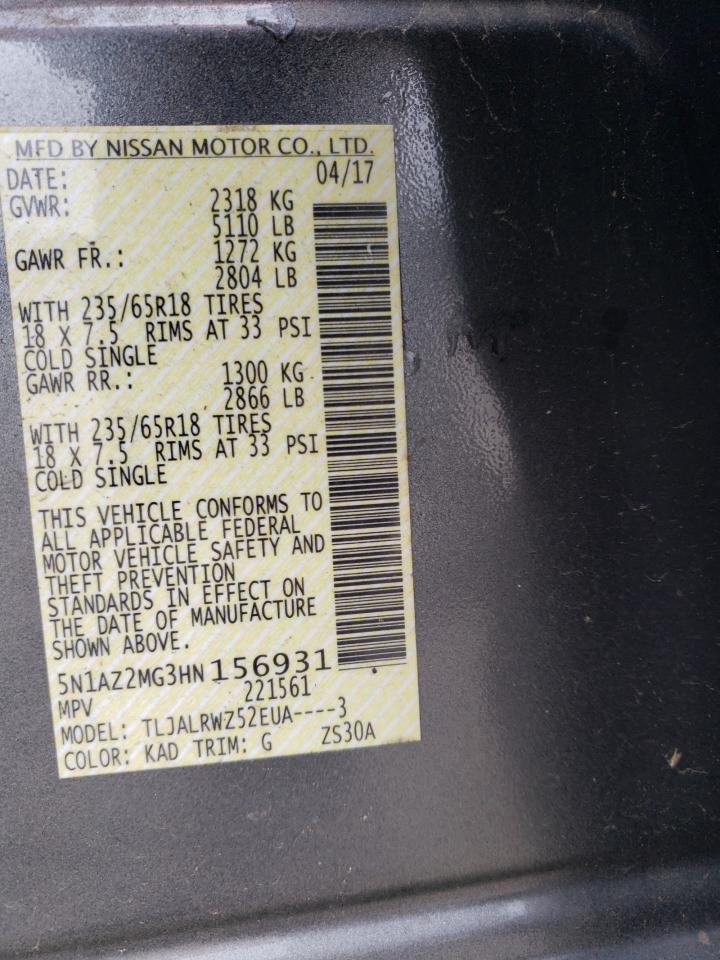 MFD BY NISSAN MOTOR CO., LTD.
DATE: 04/17
GVWR: 2318 KG
5110 LB
GAWR FR.: 1272 KG
2804 LB
WITH 235/65R18 TIRES
18 X 7.5 RIMS AT 33 PSI
COLD SINGLE
GAWR RR.: 1300 KG
2866 LB
WITH 235/65R18 TIRES
18 X 7.5 RIMS AT 33 PSI
COLD SINGLE
THIS VEHICLE CONFORMS TO
ALL APPLICABLE FEDERAL
MOTOR VEHICLE SAFETY AND
THEFT PREVENTION
STANDARDS IN EFFECT ON
THE DATE OF MANUFACTURE
SHOWN ABOVE.
5N1AZ2MG3HN156931
MPV 221561
MODEL: TLJALRWZ52EUA----3
COLOR: KAD TRIM: G ZS30A